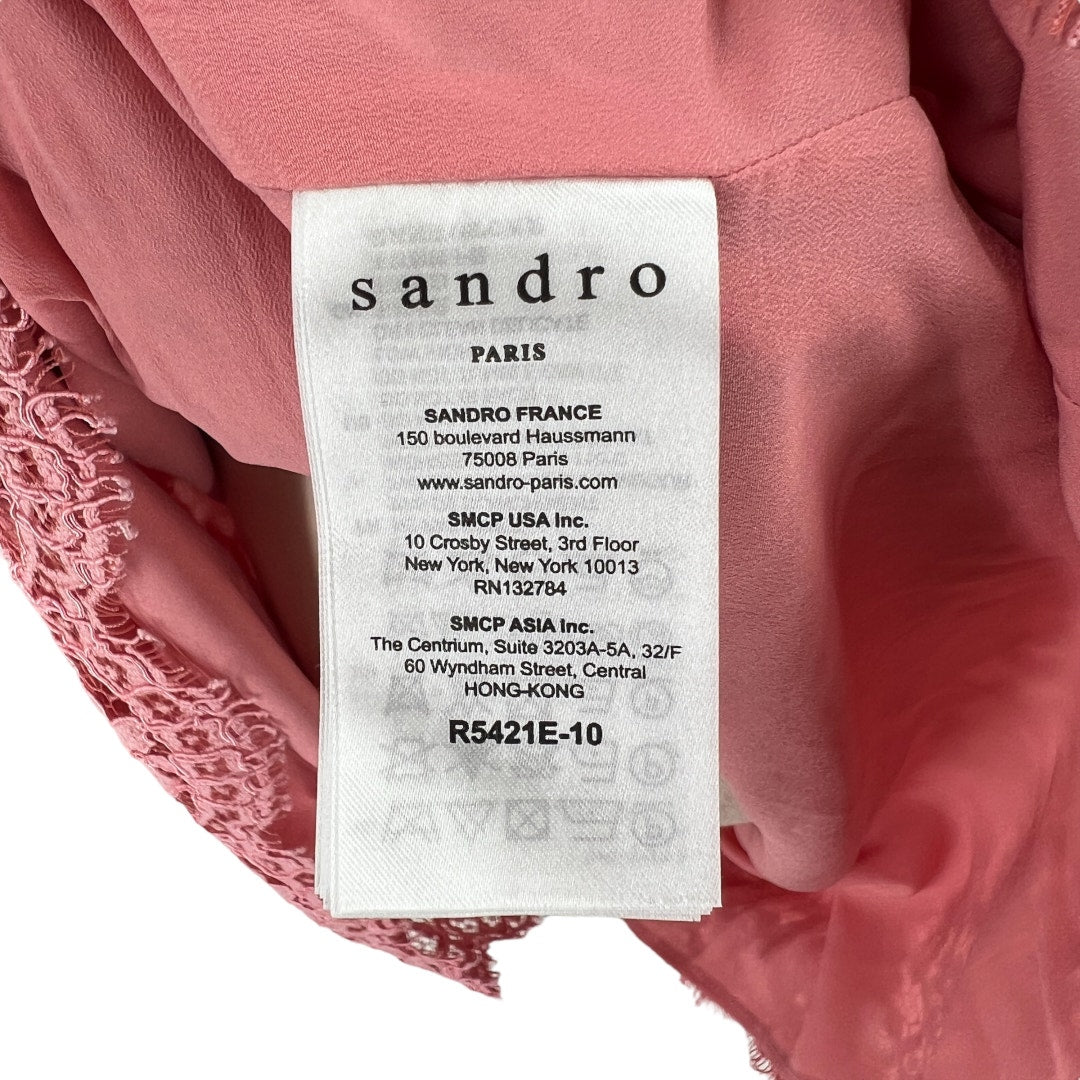 sandro
PARIS
SANDRO FRANCE
150 boulevard Haussmann
75008 Paris
www.sandro-paris.com
SMCP USA Inc.
10 Crosby Street, 3rd Floor
New York, New York 10013
RN132784
SMCP ASIA Inc.
The Centrium, Suite 3203A-5A, 32/F
60 Wyndham Street, Central
HONG-KONG
R5421E-10